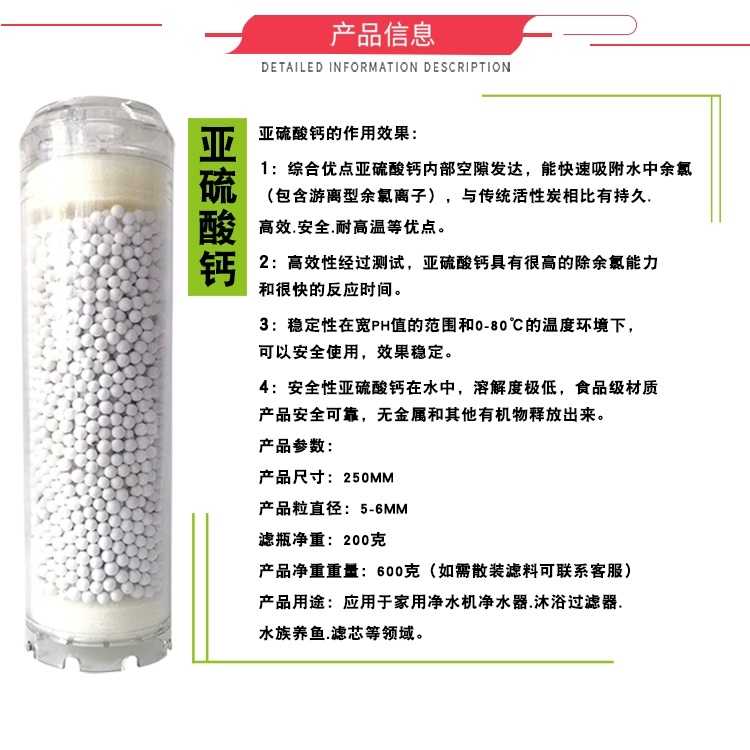 产品信息
DETAILED INFORMATION DESCRIPTION
亚硫酸钙
亚硫酸钙的作用效果：
1：综合优点亚硫酸钙内部空隙发达，能快速吸附水中余氯
（包含游离型余氯离子），与传统活性炭相比有持久.
高效.安全.耐高温等优点。
2：高效性经过测试，亚硫酸钙具有很高的除余氯能力
和很快的反应时间。
3：稳定性在宽PH值的范围和0-80℃的温度环境下，
可以安全使用，效果稳定。
4：安全性亚硫酸钙在水中，溶解度极低，食品级材质
产品安全可靠，无金属和其他有机物释放出来。
产品参数：
产品尺寸：250MM
产品粒直径：5-6MM
滤瓶净重：200克
产品净重重量：600克（如需散装滤料可联系客服）
产品用途：应用于家用净水机净水器.沐浴过滤器.
水族养鱼.滤芯等领域。